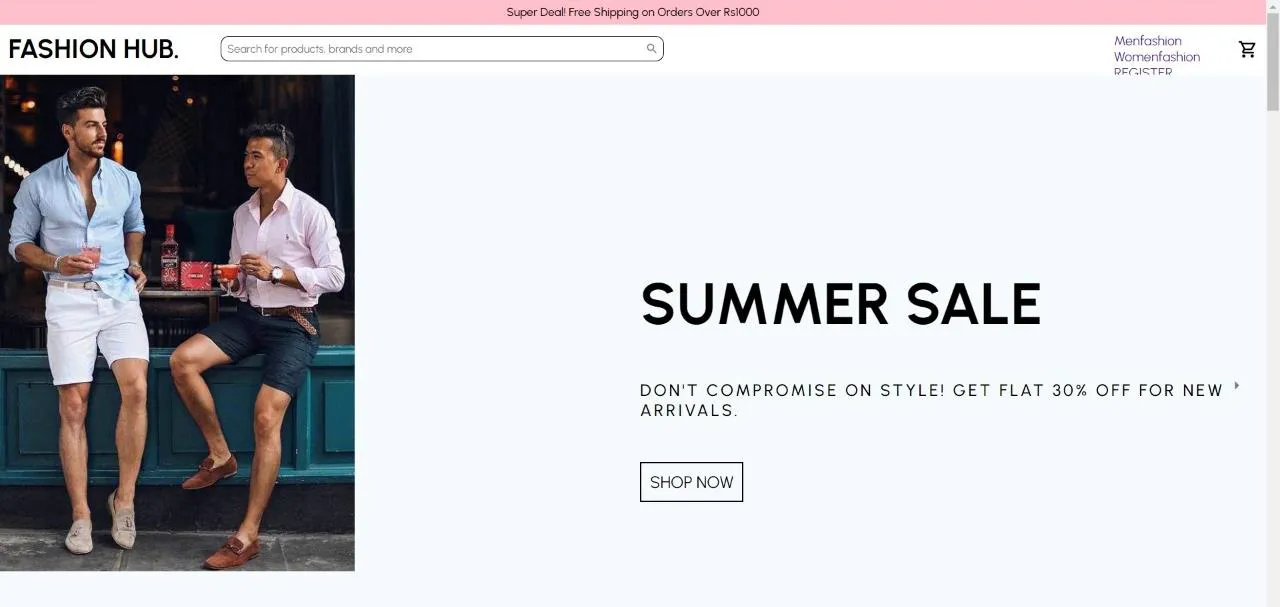 Super Deal! Free Shipping on Orders Over Rs1000
FASHION HUB.
Search for products, brands and more
Menfashion
Womenfashion
REGISTER
SUMMER SALE
DON'T COMPROMISE ON STYLE! GET FLAT 30% OFF FOR NEW
ARRIVALS.
SHOP NOW